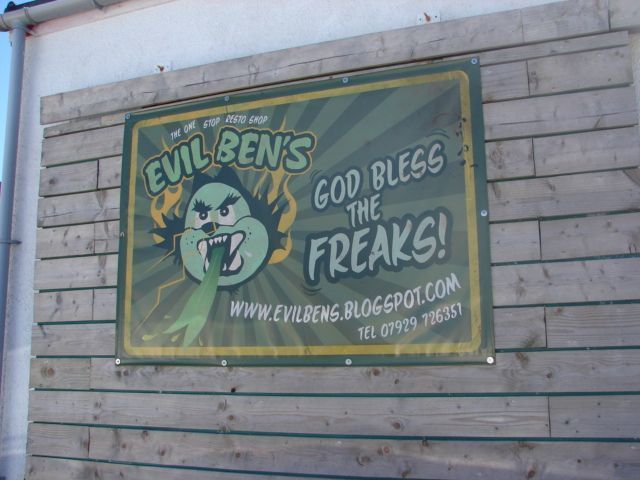 THE ONE STOP RESTO SHOP
EVIL BEN'S
GOD BLESS
THE
FREAKS!
WWW.EVILBENS.BLOGSPOT.COM
TEL 07929 726351